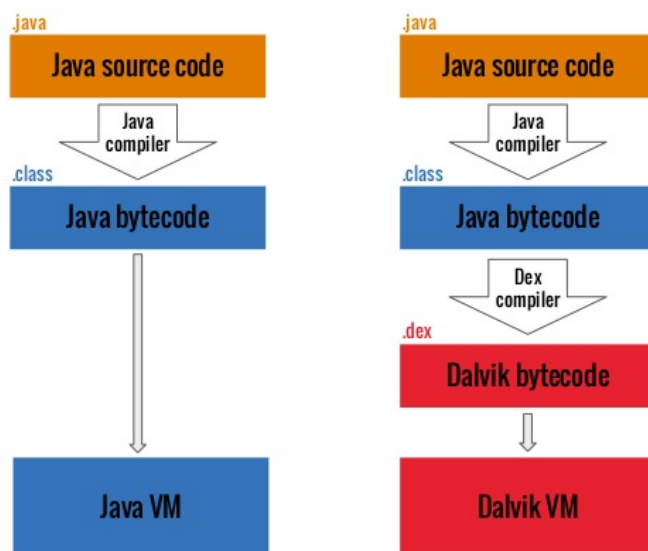 .java
Java source code
Java
compiler
.class
Java bytecode
Java VM
.java
Java source code
Java
compiler
.class
Java bytecode
Dex
compiler
.dex
Dalvik bytecode
Dalvik VM